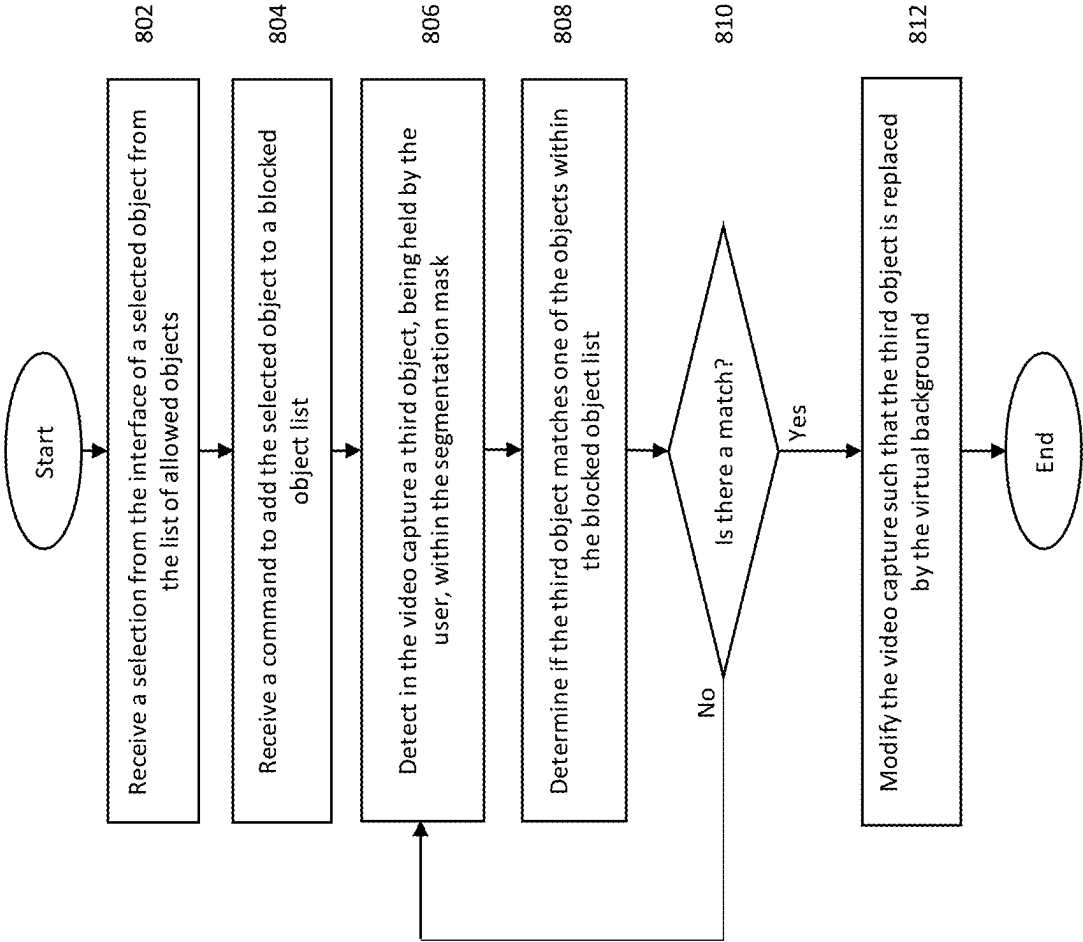 Start
Receive a selection from the interface of a selected object from
the list of allowed objects
802
Receive a command to add the selected object to a blocked
object list
804
Detect in the video capture a third object, being held by the
user, within the segmentation mask
806
Determine if the third object matches one of the objects within
the blocked object list
808
Is there a match?
810
No
Yes
Modify the video capture such that the third object is replaced
by the virtual background
812
End